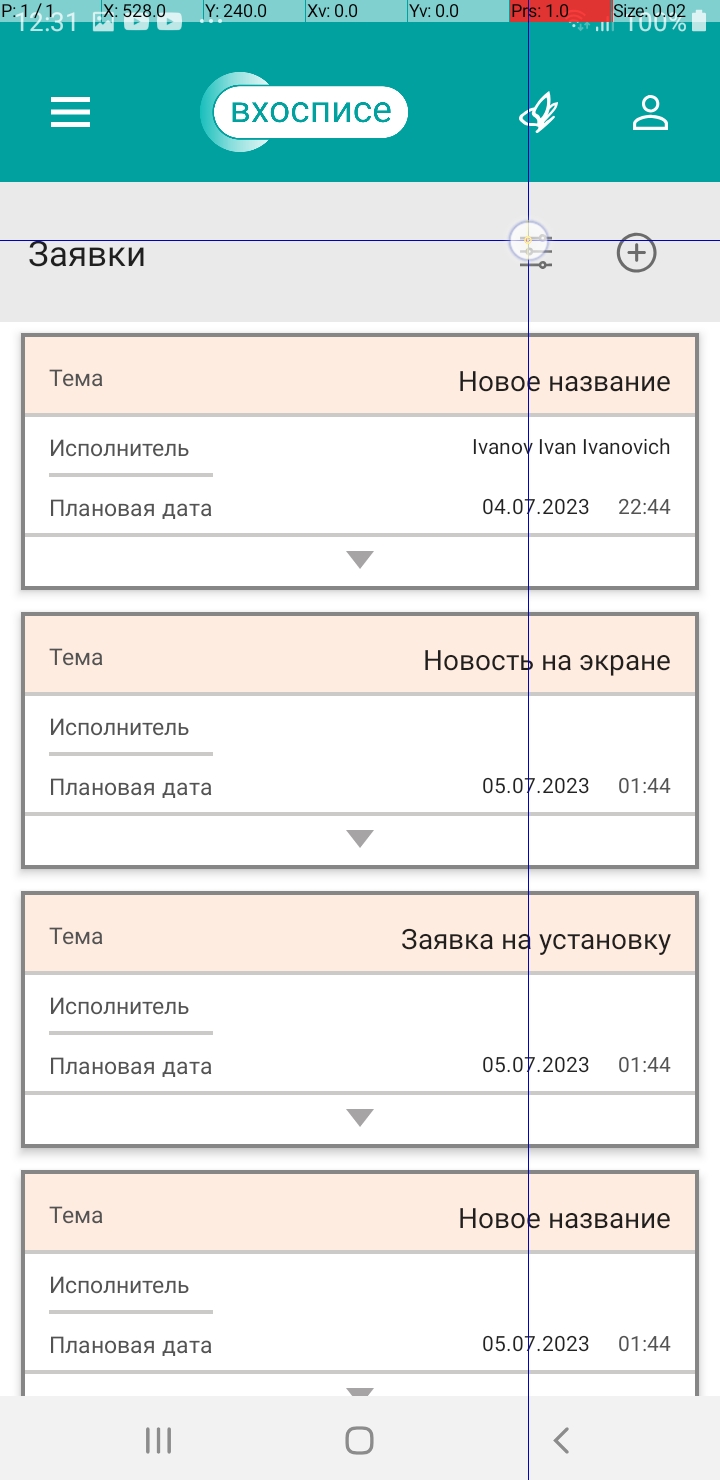 P: 1 / 1 X: 528.0 Y: 240.0 Xv: 0.0 Yv: 0.0 Prs: 1.0 Size: 0.02
12:31 100%
вхосписе
Заявки
Тема Новое название
Исполнитель Ivanov Ivan Ivanovich
Плановая дата 04.07.2023 22:44
Тема Новость на экране
Исполнитель
Плановая дата 05.07.2023 01:44
Тема Заявка на установку
Исполнитель
Плановая дата 05.07.2023 01:44
Тема Новое название
Исполнитель
Плановая дата 05.07.2023 01:44